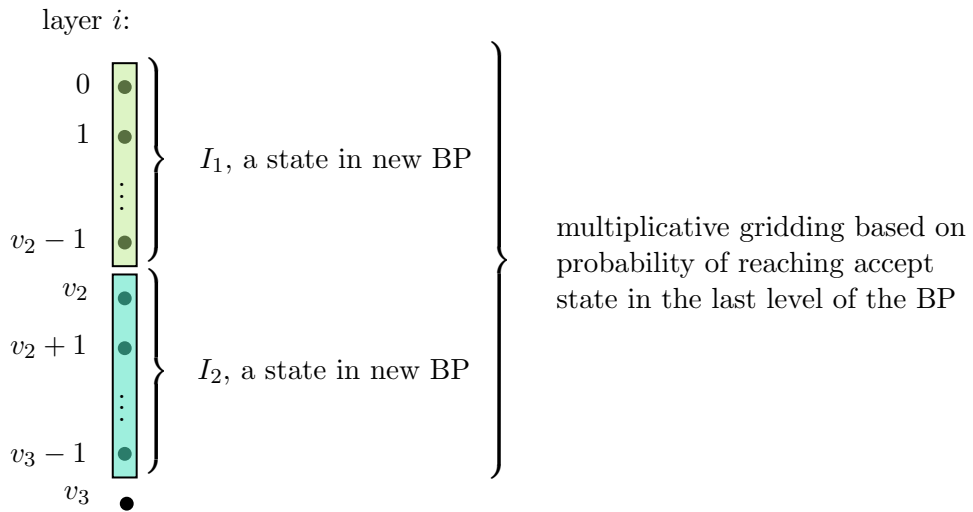 layer i:
0
1
⋮
v₂ − 1
I₁, a state in new BP
v₂
v₂ + 1
⋮
v₃ − 1
I₂, a state in new BP
v₃
multiplicative gridding based on
probability of reaching accept
state in the last level of the BP